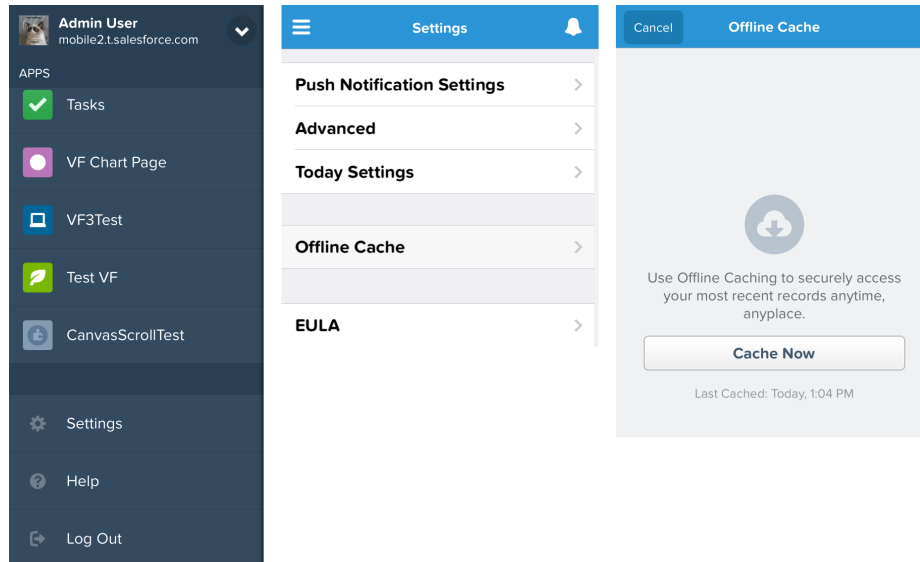 Admin User
mobile2.t.salesforce.com
APPS
Tasks
VF Chart Page
VF3Test
Test VF
CanvasScrollTest
Settings
Help
Log Out
Settings
Push Notification Settings
Advanced
Today Settings
Offline Cache
EULA
Cancel
Offline Cache
Use Offline Caching to securely access
your most recent records anytime,
anyplace.
Cache Now
Last Cached: Today, 1:04 PM